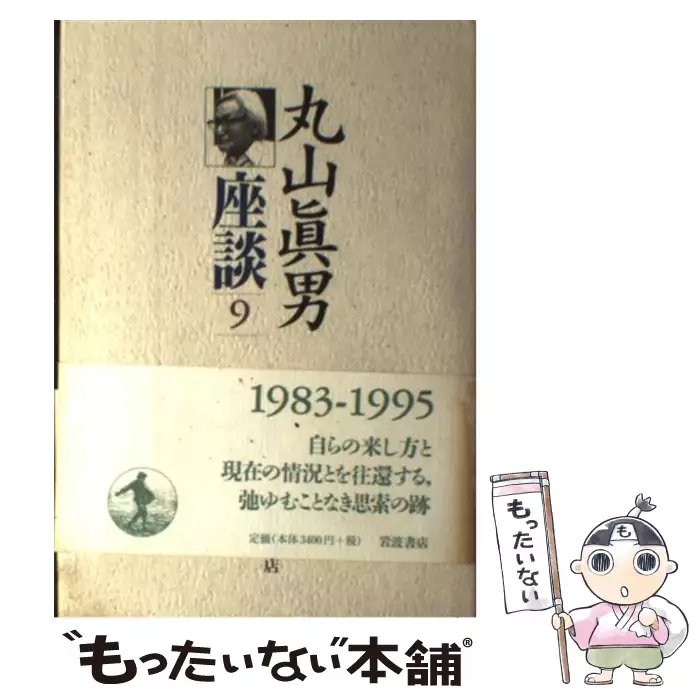 丸山眞男
座談
9
1983-1995
自らの来し方と
現在の情況とを往還する,
弛ゆむことなき思索の跡
定価(本体3400円+税) 岩波書店
店
も
もったいない
"もったいない本舗®